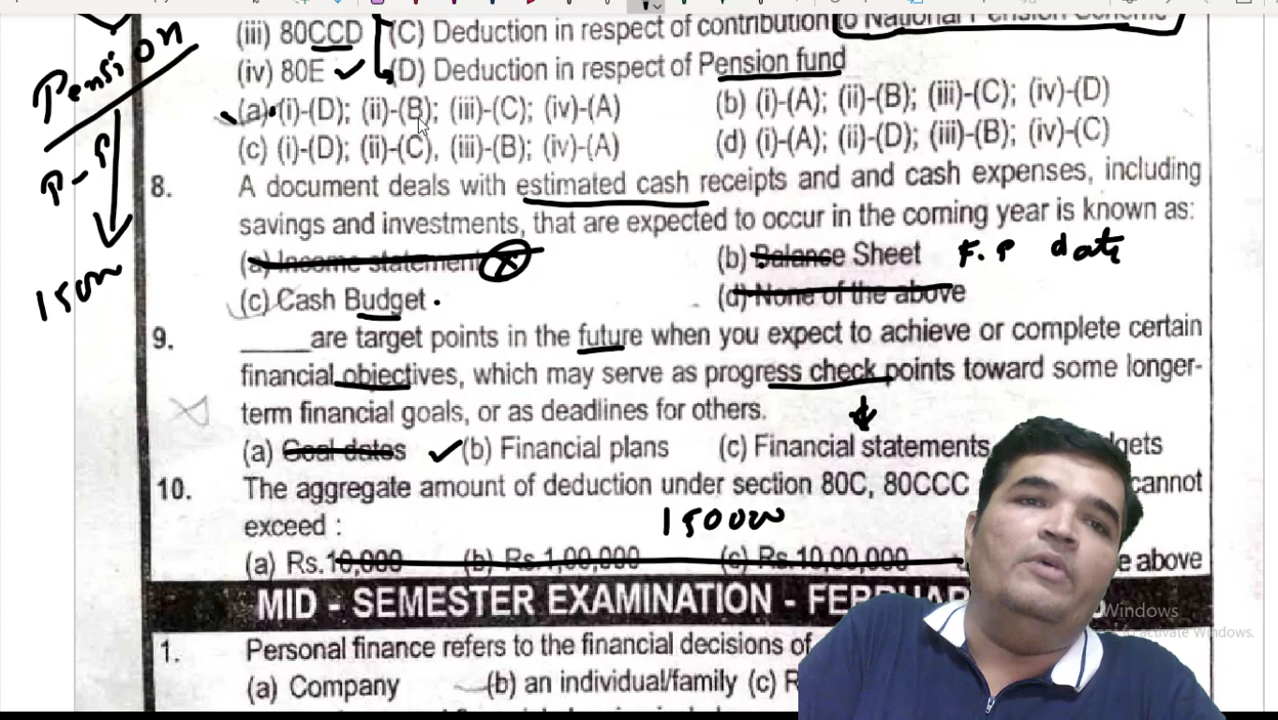 (iii) 80CCD (C) Deduction in respect of contribution to National Pension Scheme
(iv) 80E (D) Deduction in respect of Pension fund
(a) (i)-(D); (ii)-(B); (iii)-(C); (iv)-(A) (b) (i)-(A); (ii)-(B); (iii)-(C); (iv)-(D)
(c) (i)-(D); (ii)-(C), (iii)-(B); (iv)-(A) (d) (i)-(A); (ii)-(D); (iii)-(B); (iv)-(C)
Pension
P-P
8. A document deals with estimated cash receipts and and cash expenses, including
savings and investments, that are expected to occur in the coming year is known as:
(a) Income statement (b) Balance Sheet F.P date
(c) Cash Budget (d) None of the above
9. _____are target points in the future when you expect to achieve or complete certain
financial objectives, which may serve as progress check points toward some longer-
term financial goals, or as deadlines for others.
(a) Goal dates (b) Financial plans (c) Financial statements
10. The aggregate amount of deduction under section 80C, 80CCC cannot
exceed :
(a) Rs.10,000 (b) Rs.1,00,000 (c) Rs.10,00,000 above
MID - SEMESTER EXAMINATION -
1. Personal finance refers to the financial decisions of
(a) Company (b) an individual/family (c)
Windows
activate Windows.